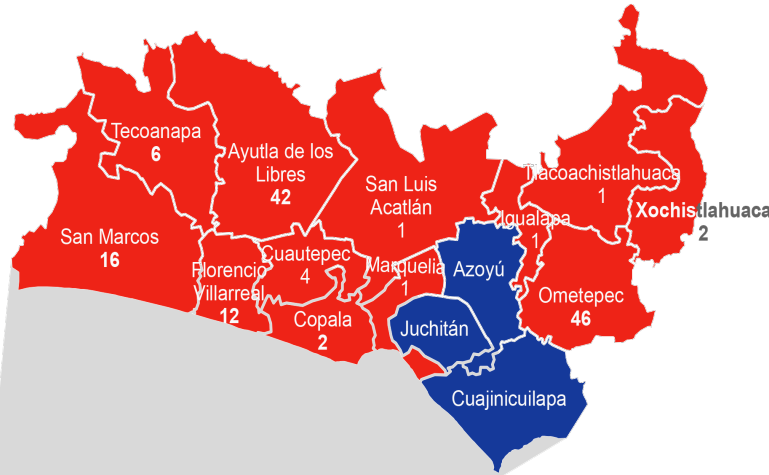 Tecoanapa
6
Ayutla de los
Libres
42
San Luis
Acatlán
1
Tlacoachistlahuaca
1
Xochistlahuaca
2
Igualapa
1
San Marcos
16
Florencio
Villarreal
12
Cuautepec
4
Marquelia
1
Azoyú
Ometepec
46
Copala
2
Juchitán
Cuajinicuilapa